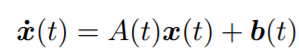 ẋ(t) = A(t)x(t) + b(t)